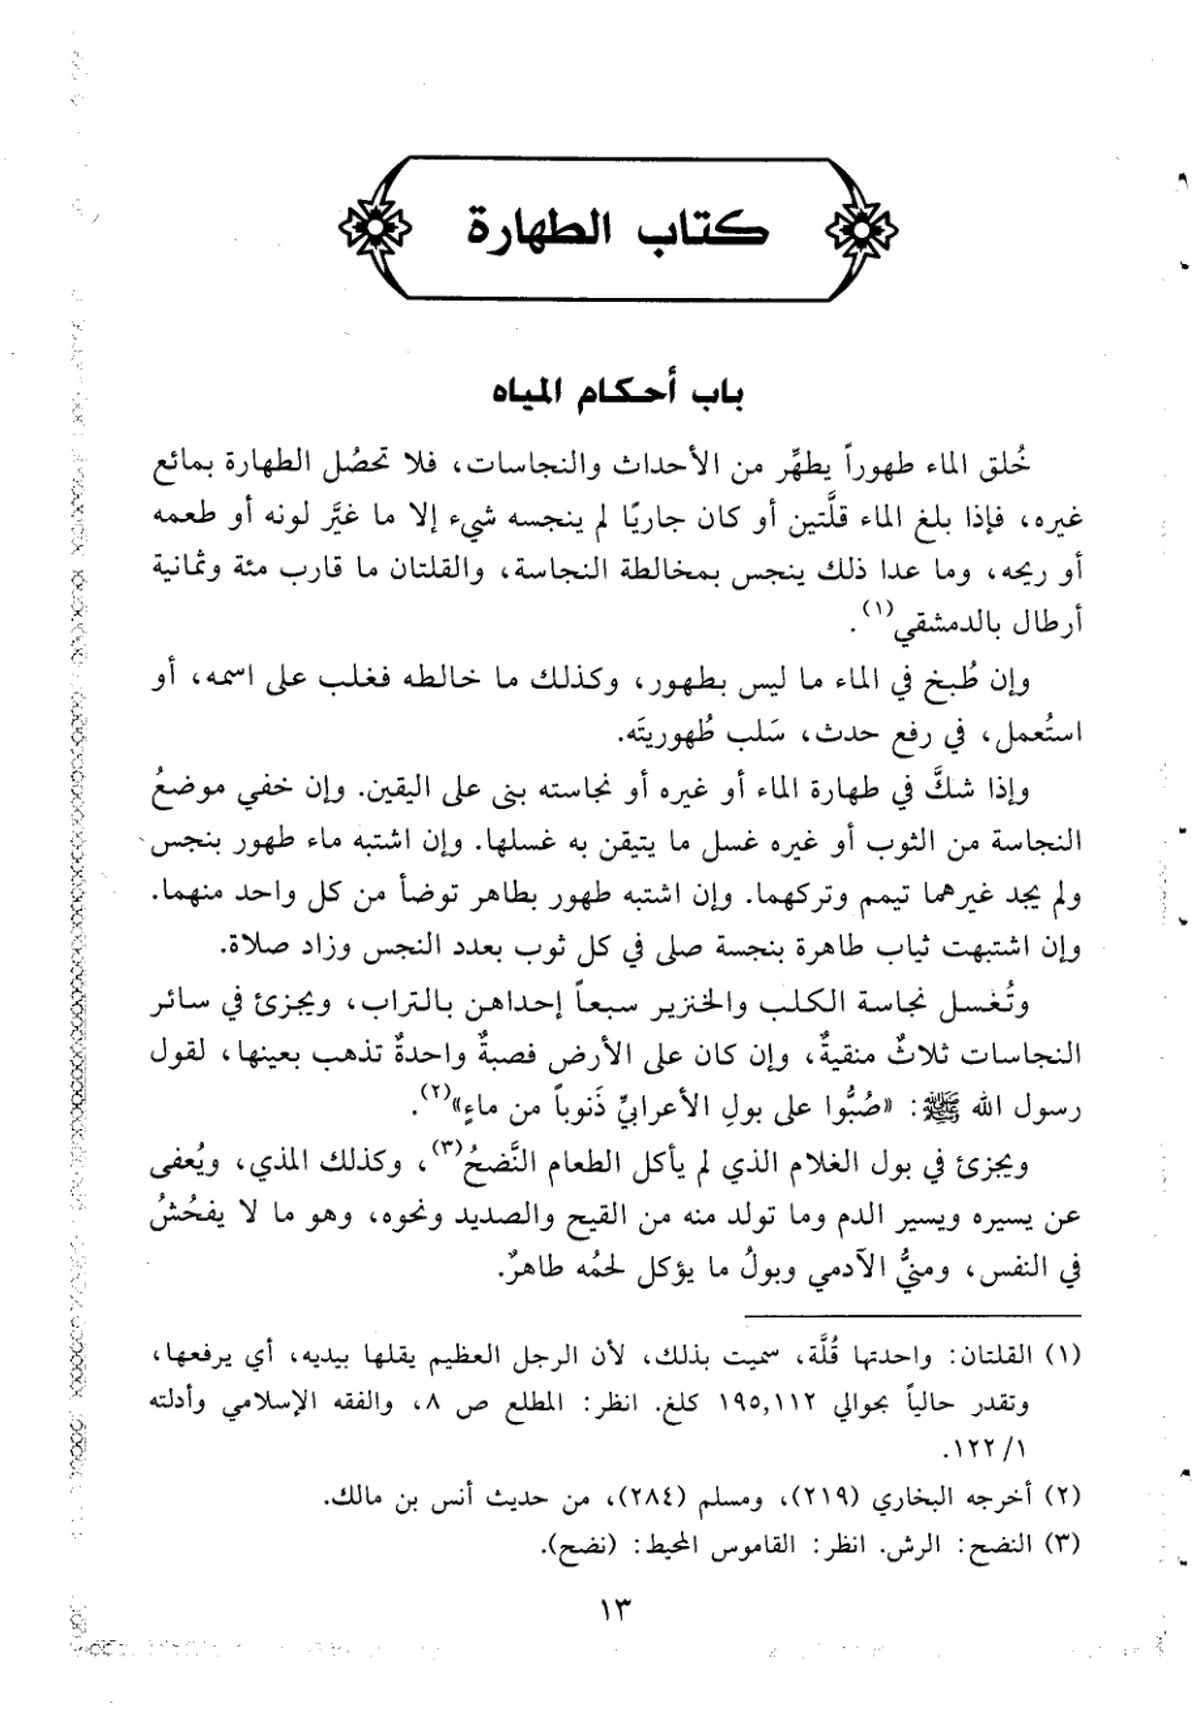 كتاب الطهارة
باب أحكام المياه
خُلق الماء طهوراً يطهِّر من الأحداث والنجاسات، فلا تحصُل الطهارة بمائع
غيره، فإذا بلغ الماء قلَّتين أو كان جاريًا لم ينجسه شيء إلا ما غيَّر لونه أو طعمه
أو ريحه، وما عدا ذلك ينجس بمخالطة النجاسة، والقلتان ما قارب مئة وثمانية
أرطال بالدمشقي(١).
وإن طُبخ في الماء ما ليس بطهور، وكذلك ما خالطه فغلب على اسمه، أو
استُعمل، في رفع حدث، سَلب طُهوريتَه.
وإذا شكَّ في طهارة الماء أو غيره أو نجاسته بنى على اليقين. وإن خفي موضعُ
النجاسة من الثوب أو غيره غسل ما يتيقن به غسلها. وإن اشتبه ماء طهور بنجس
ولم يجد غيرهما تيمم وتركهما. وإن اشتبه طهور بطاهر توضأ من كل واحد منهما.
وإن اشتبهت ثياب طاهرة بنجسة صلى في كل ثوب بعدد النجس وزاد صلاة.
وتُغسل نجاسة الكلب والخنزير سبعاً إحداهن بالتراب، ويجزئ في سائر
النجاسات ثلاثٌ منقيةٌ، وإن كان على الأرض فصبةٌ واحدةٌ تذهب بعينها، لقول
رسول الله ﷺ: «صُبُّوا على بولِ الأعرابيِّ ذَنوباً من ماءٍ»(٢).
ويجزئ في بول الغلام الذي لم يأكل الطعام النَّضحُ(٣)، وكذلك المذي، ويُعفى
عن يسيره ويسير الدم وما تولد منه من القيح والصديد ونحوه، وهو ما لا يفحُشُ
في النفس، ومنيُّ الآدمي وبولُ ما يؤكل لحمُه طاهرٌ.
(١) القلتان: واحدتها قُلَّة، سميت بذلك، لأن الرجل العظيم يقلها بيديه، أي يرفعها،
وتقدر حالياً بحوالي ١٩٥,١١٢ كلغ. انظر: المطلع ص ٨، والفقه الإسلامي وأدلته
١/ ١٢٢.
(٢) أخرجه البخاري (٢١٩)، ومسلم (٢٨٤)، من حديث أنس بن مالك.
(٣) النضح: الرش. انظر: القاموس المحيط: (نضح).
١٣